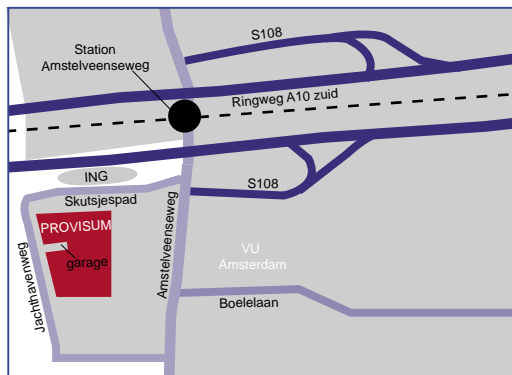 S108
Station
Amstelveenseweg
Ringweg A10 zuid
ING
S108
Skutsjespad
PROVISUM
garage
Jachthavenweg
Amstelveenseweg
VU
Amsterdam
Boelelaan